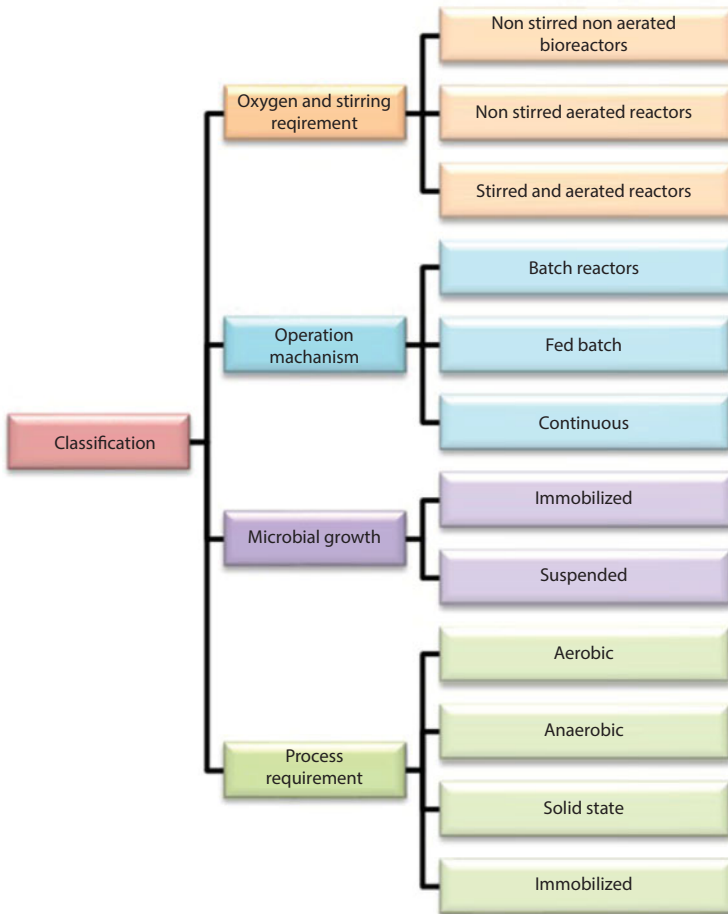 Classification
Oxygen and stirring
reqirement
Non stirred non aerated
bioreactors
Non stirred aerated reactors
Stirred and aerated reactors
Operation
machanism
Batch reactors
Fed batch
Continuous
Microbial growth
Immobilized
Suspended
Process
requirement
Aerobic
Anaerobic
Solid state
Immobilized